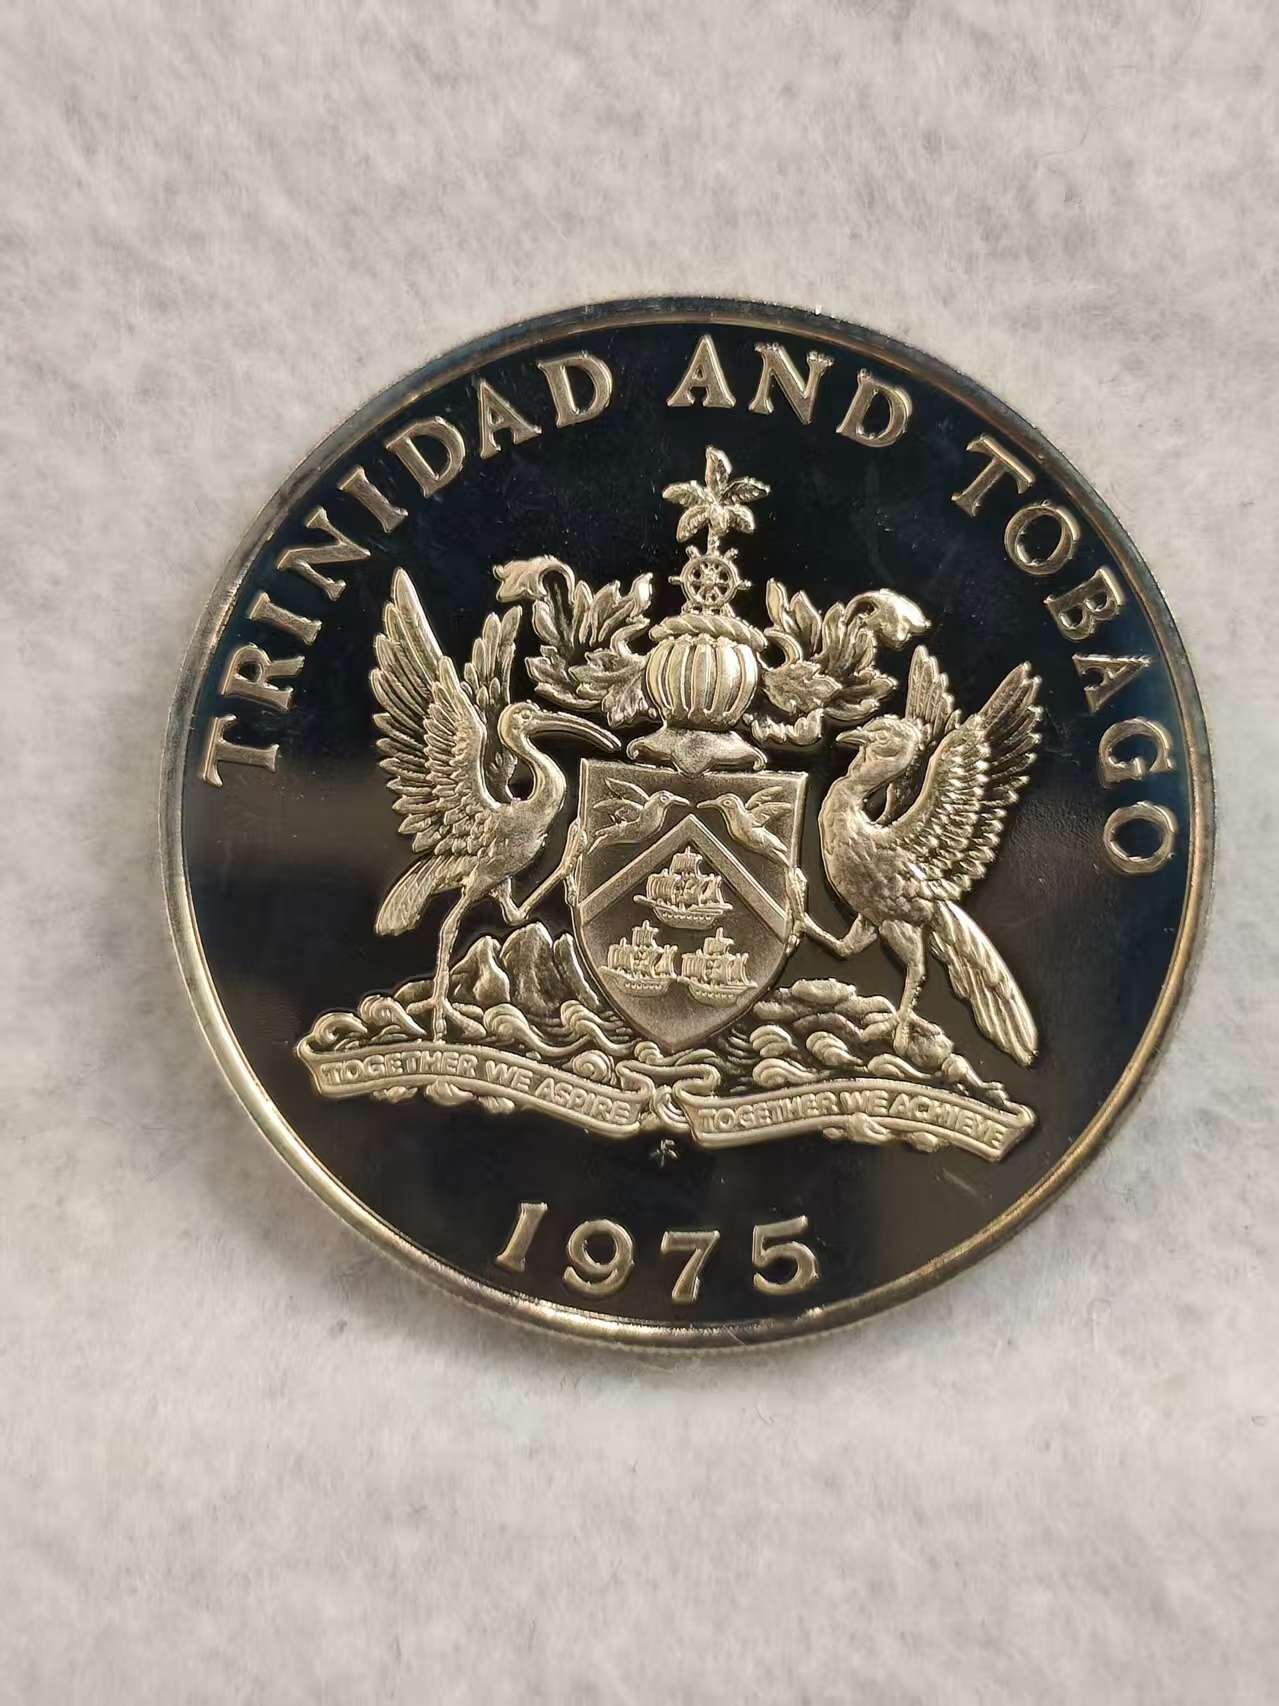 TRINIDAD AND TOBAGO
TOGETHER WE ASPIRE
TOGETHER WE ACHIEVE
1975